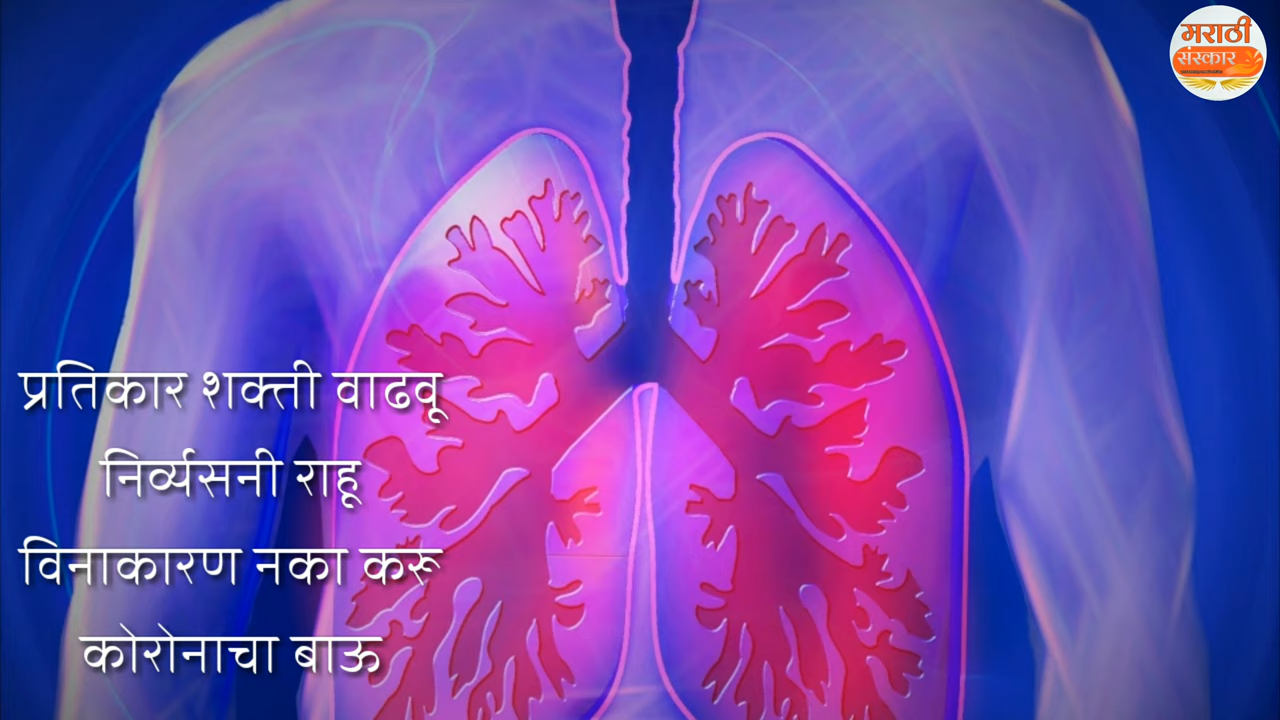 मराठी
संस्कार
प्रतिकार शक्ती वाढवू
निर्व्यसनी राहू
विनाकारण नका करू
कोरोनाचा बाऊ